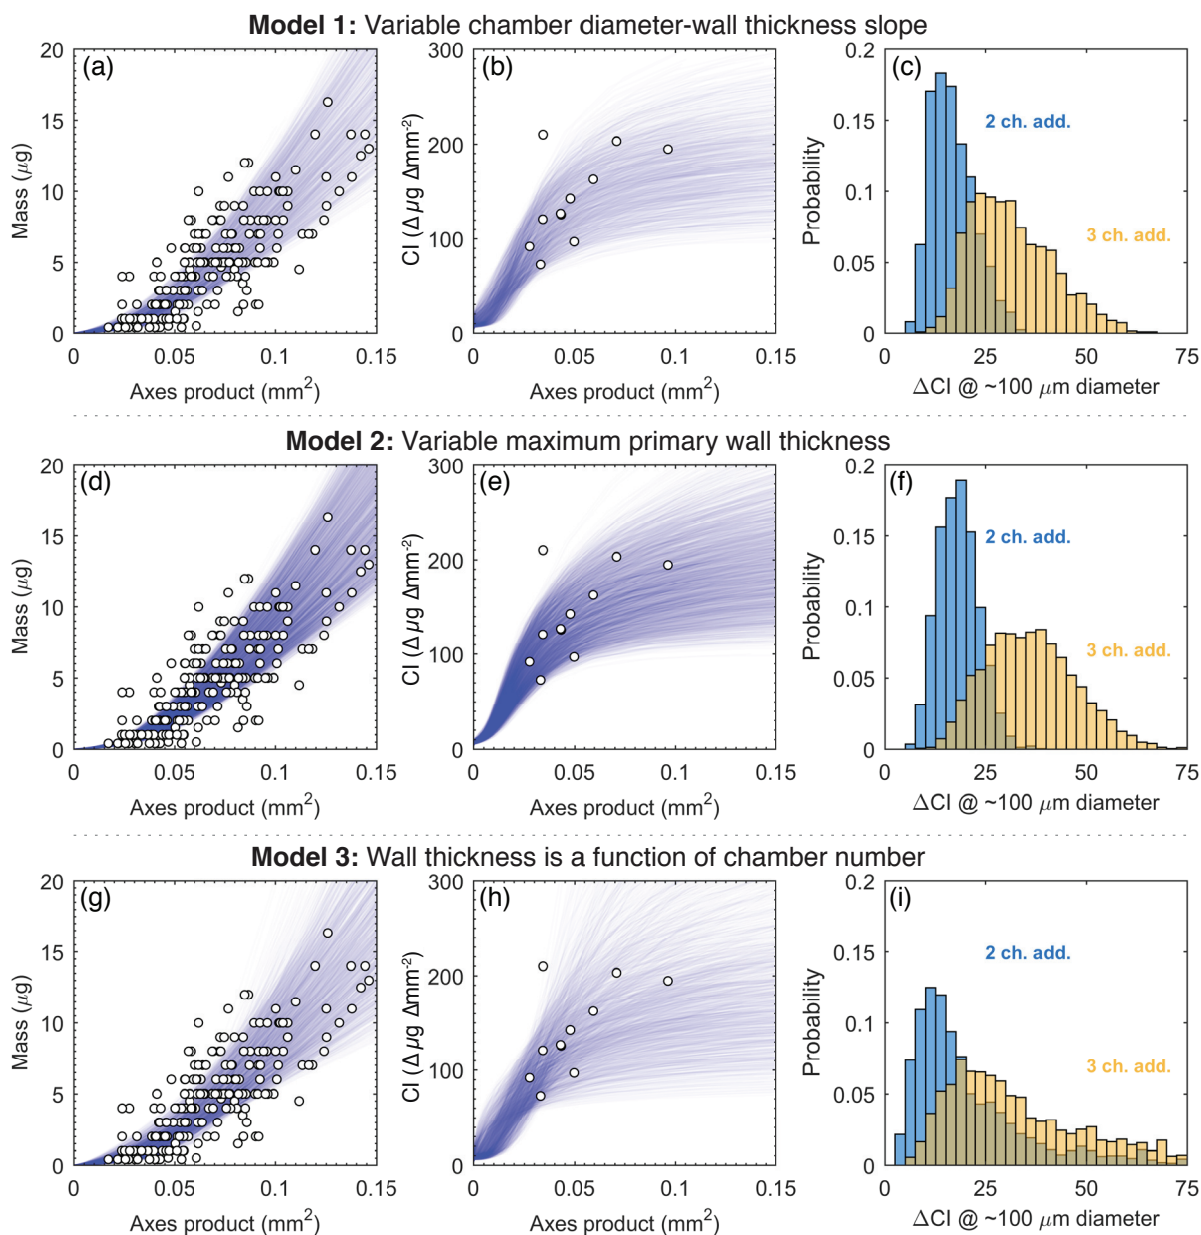 Model 1: Variable chamber diameter-wall thickness slope
(a)
20
15
10
5
0
Mass (μg)
0 0.05 0.1 0.15
Axes product (mm²)
(b)
300
200
100
0
CI (Δ μg Δmm⁻²)
0 0.05 0.1 0.15
Axes product (mm²)
(c)
0.2
0.15
0.1
0.05
0
Probability
2 ch. add.
3 ch. add.
25 50 75
ΔCI @ ~100 μm diameter
Model 2: Variable maximum primary wall thickness
(d)
20
15
10
5
0
Mass (μg)
0 0.05 0.1 0.15
Axes product (mm²)
(e)
300
200
100
0
CI (Δ μg Δmm⁻²)
0 0.05 0.1 0.15
Axes product (mm²)
(f)
0.2
0.15
0.1
0.05
0
Probability
2 ch. add.
3 ch. add.
25 50 75
ΔCI @ ~100 μm diameter
Model 3: Wall thickness is a function of chamber number
(g)
20
15
10
5
0
Mass (μg)
0 0.05 0.1 0.15
Axes product (mm²)
(h)
300
200
100
0
CI (Δ μg Δmm⁻²)
0 0.05 0.1 0.15
Axes product (mm²)
(i)
0.2
0.15
0.1
0.05
0
Probability
2 ch. add.
3 ch. add.
25 50 75
ΔCI @ ~100 μm diameter